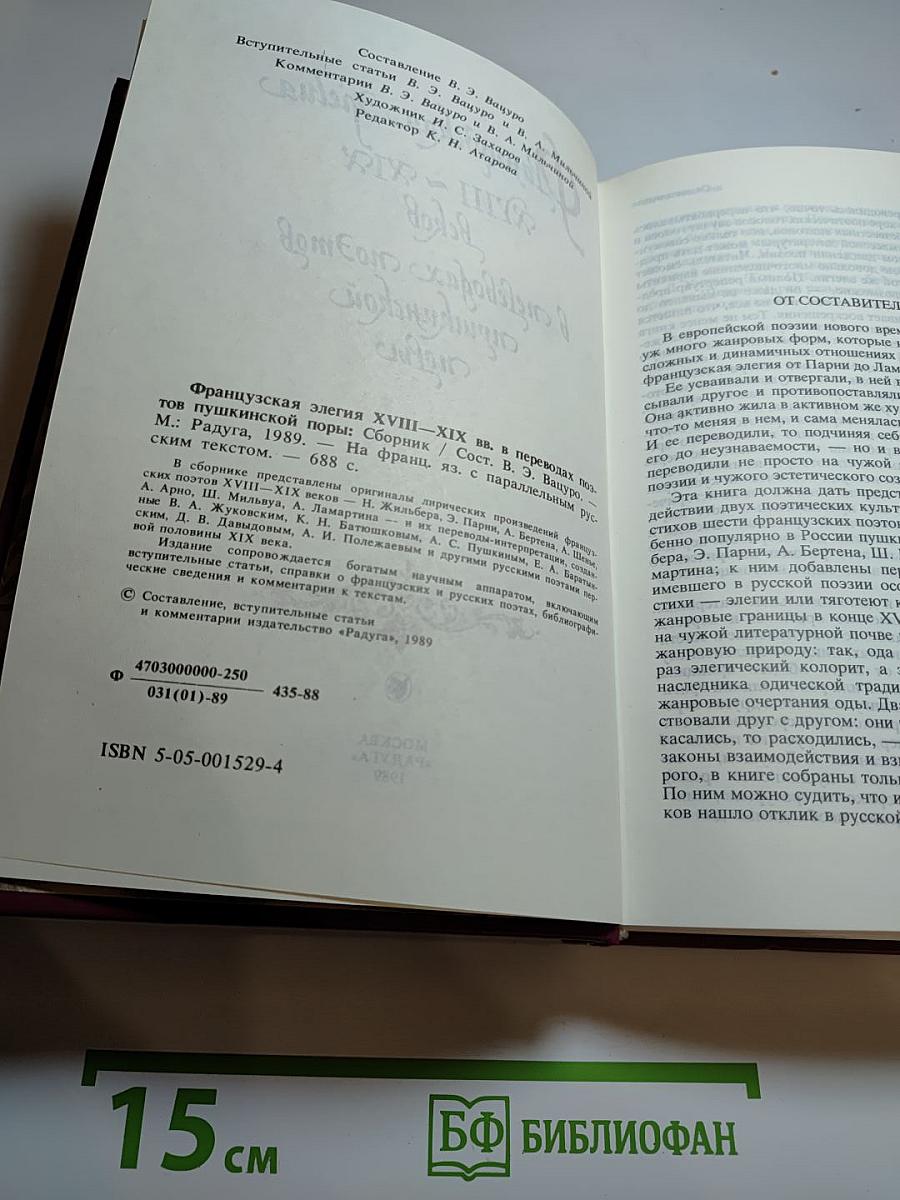 Составление В. Э. Вацуро
Вступительные статьи В. Э. Вацуро и В. А. Мильчиной
Комментарии В. Э. Вацуро и В. А. Мильчиной
Художник И. С. Захаров
Редактор К. Н. Атарова
Французская элегия XVIII—XIX вв. в переводах поэ-
тов пушкинской поры: Сборник / Сост. В. Э. Вацуро. —
М.: Радуга, 1989. — На франц. яз. с параллельным рус-
ским текстом. — 688 с.
В сборнике представлены оригиналы лирических произведений француз-
ских поэтов XVIII—XIX веков — Н. Жильбера, Э. Парни, А. Бертена, А. Шенье,
А. Арно, Ш. Мильвуа, А. Ламартина — и их переводы-интерпретации, создан-
ные В. А. Жуковским, К. Н. Батюшковым, А. С. Пушкиным, Е. А. Баратын-
ским, Д. В. Давыдовым, А. И. Полежаевым и другими русскими поэтами пер-
вой половины XIX века.
Издание сопровождается богатым научным аппаратом, включающим
вступительные статьи, справки о французских и русских поэтах, библиографи-
ческие сведения и комментарии к текстам.
© Составление, вступительные статьи
и комментарии издательство «Радуга», 1989
Ф 4703000000-250 435-88
031(01)-89
ISBN 5-05-001529-4
ОТ СОСТАВИТЕЛ
В европейской поэзии нового врем
уж много жанровых форм, которые
сложных и динамичных отношениях
французская элегия от Парни до Лам
Ее усваивали и отвергали, в ней
сывали другое и противопоставляли
Она активно жила в активном же ху
что-то меняя в нем, и сама менялась
И ее переводили, то подчиняя себ
его до неузнаваемости, — но и в
переводили не просто на чужой
поэзии и чужого эстетического соз
Эта книга должна дать предст
действии двух поэтических культ
стихов шести французских поэтов
бенно популярно в России пушк
бера, Э. Парни, А. Бертена, Ш.
мартина; к ним добавлены пер
имевшего в русской поэзии осо
стихи — элегии или тяготеют к
жанровые границы в конце XV
на чужой литературной почве
жанровую природу: так, ода
раз элегический колорит, а э
наследника одической тради
жанровые очертания оды. Два
ствовали друг с другом: они
касались, то расходились, —
законы взаимодействия и вз
рого, в книге собраны тольк
По ним можно судить, что и
ков нашло отклик в русской
15 см
БФ БИБЛИОФАН